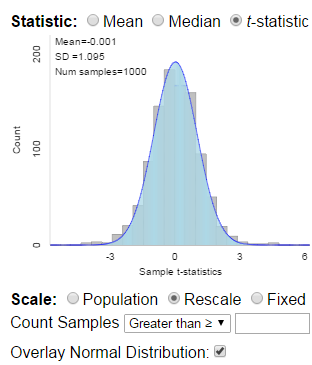 Statistic: Mean Median t-statistic
Mean=-0.001
SD =1.095
Num samples=1000
Count
200
100
0
-3 0 3 6
Sample t-statistics
Scale: Population Rescale Fixed
Count Samples Greater than ≥ ▼
Overlay Normal Distribution: